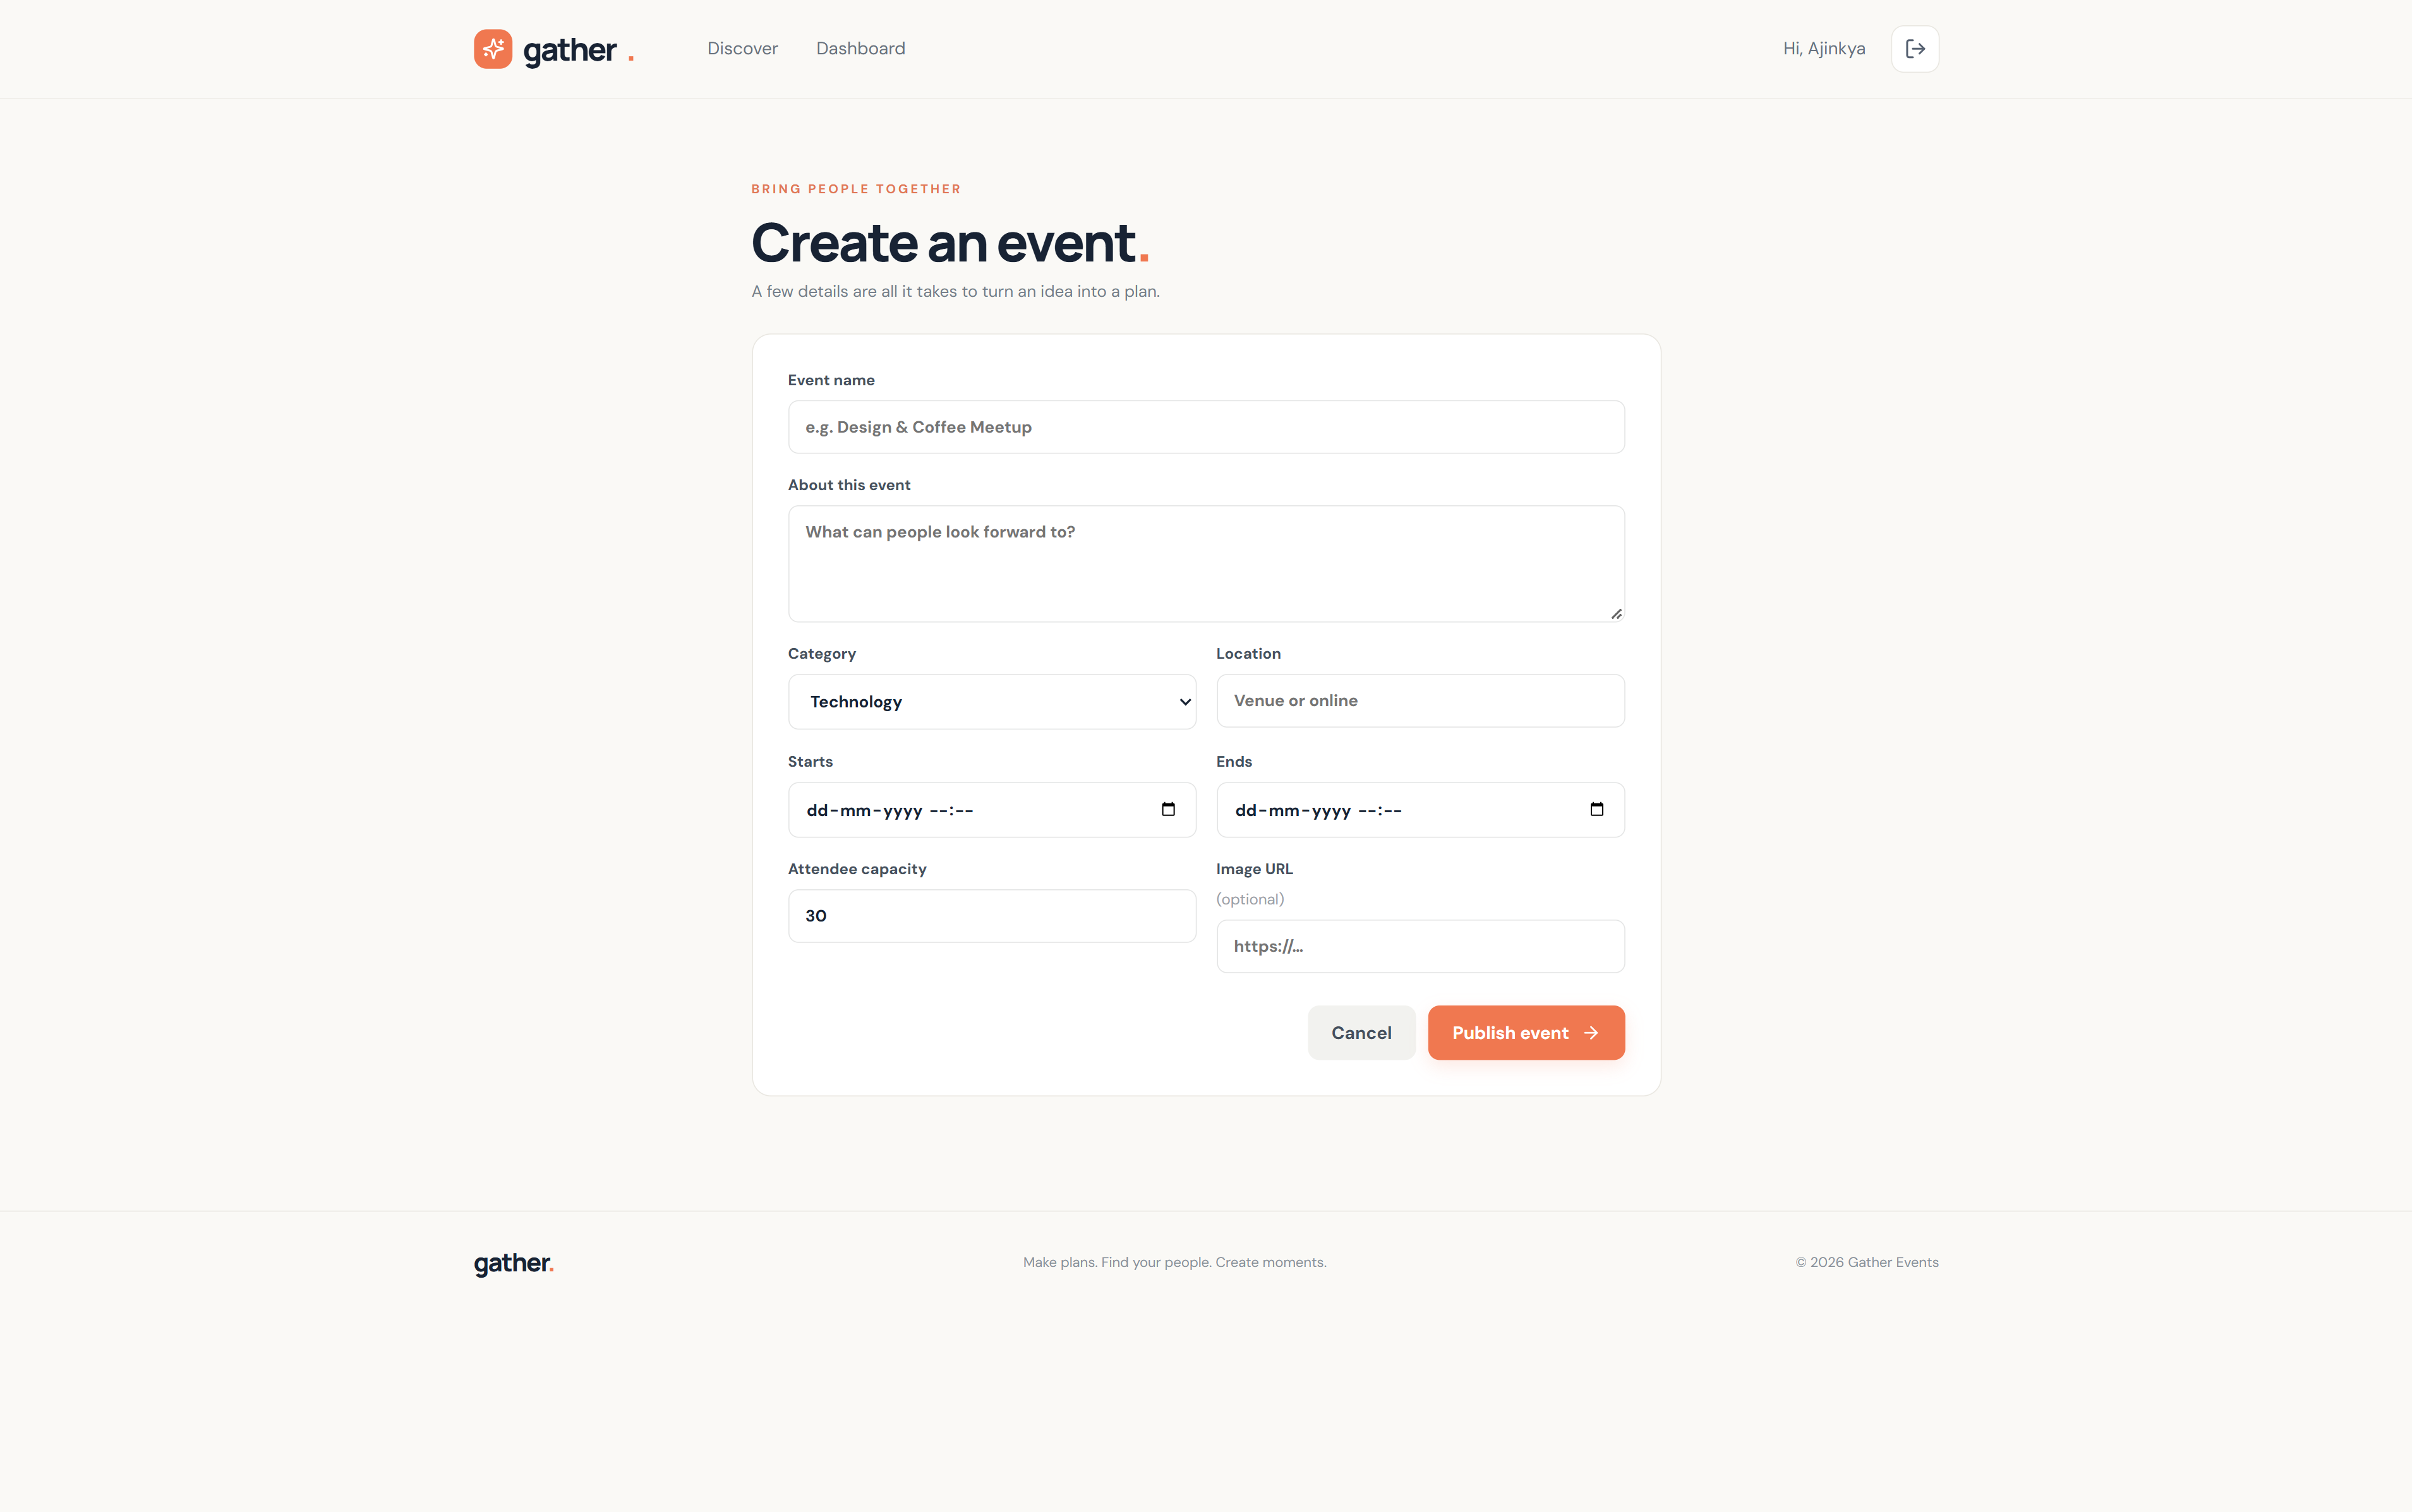 gather .
Discover
Dashboard
Hi, Ajinkya
BRING PEOPLE TOGETHER
Create an event.
A few details are all it takes to turn an idea into a plan.
Event name
e.g. Design & Coffee Meetup
About this event
What can people look forward to?
Category
Location
Technology
Venue or online
Starts
Ends
dd-mm-yyyy --:--
dd-mm-yyyy --:--
Attendee capacity
Image URL
(optional)
30
https://...
Cancel
Publish event
gather.
Make plans. Find your people. Create moments.
© 2026 Gather Events